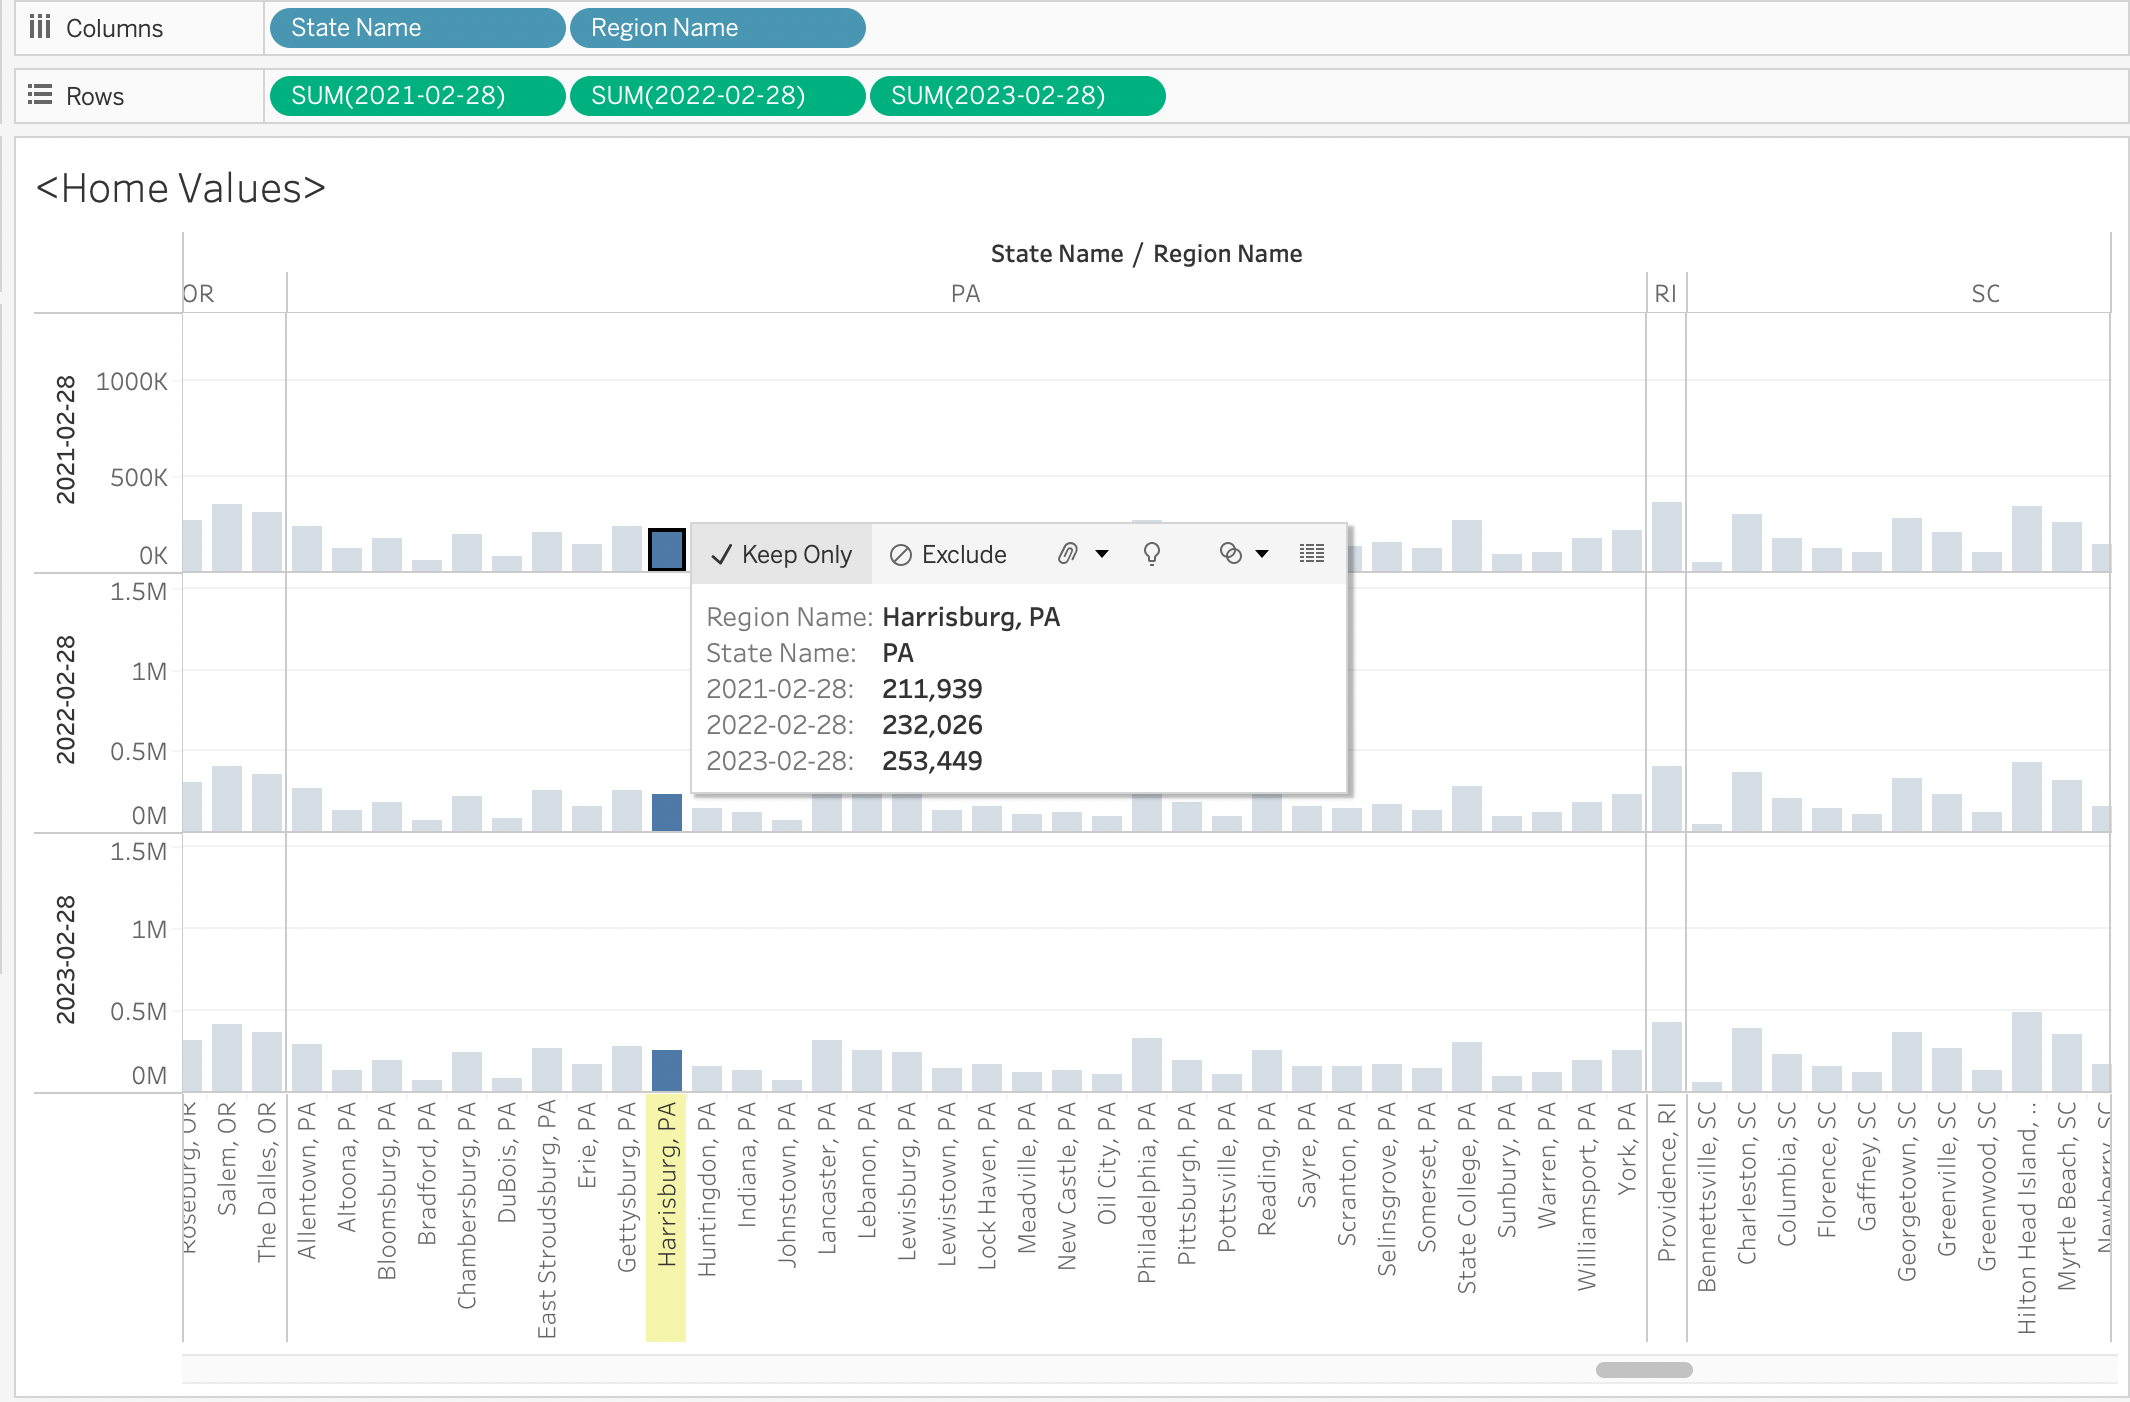 Columns
State Name
Region Name
Rows
SUM(2021-02-28)
SUM(2022-02-28)
SUM(2023-02-28)
<Home Values>
State Name / Region Name
OR
PA
RI
SC
2021-02-28
1000K
500K
0K
Keep Only
Exclude
Region Name: Harrisburg, PA
State Name: PA
2021-02-28: 211,939
2022-02-28: 232,026
2023-02-28: 253,449
2022-02-28
1.5M
1M
0.5M
0M
2023-02-28
1.5M
1M
0.5M
0M
Roseburg, OR
Salem, OR
The Dalles, OR
Allentown, PA
Altoona, PA
Bloomsburg, PA
Bradford, PA
Chambersburg, PA
DuBois, PA
East Stroudsburg, PA
Erie, PA
Gettysburg, PA
Harrisburg, PA
Huntingdon, PA
Indiana, PA
Johnstown, PA
Lancaster, PA
Lebanon, PA
Lewisburg, PA
Lewistown, PA
Lock Haven, PA
Meadville, PA
New Castle, PA
Oil City, PA
Philadelphia, PA
Pittsburgh, PA
Pottsville, PA
Reading, PA
Sayre, PA
Scranton, PA
Selinsgrove, PA
Somerset, PA
State College, PA
Sunbury, PA
Warren, PA
Williamsport, PA
York, PA
Providence, RI
Bennettsville, SC
Charleston, SC
Columbia, SC
Florence, SC
Gaffney, SC
Georgetown, SC
Greenville, SC
Greenwood, SC
Hilton Head Island, ..
Myrtle Beach, SC
Newberry, SC